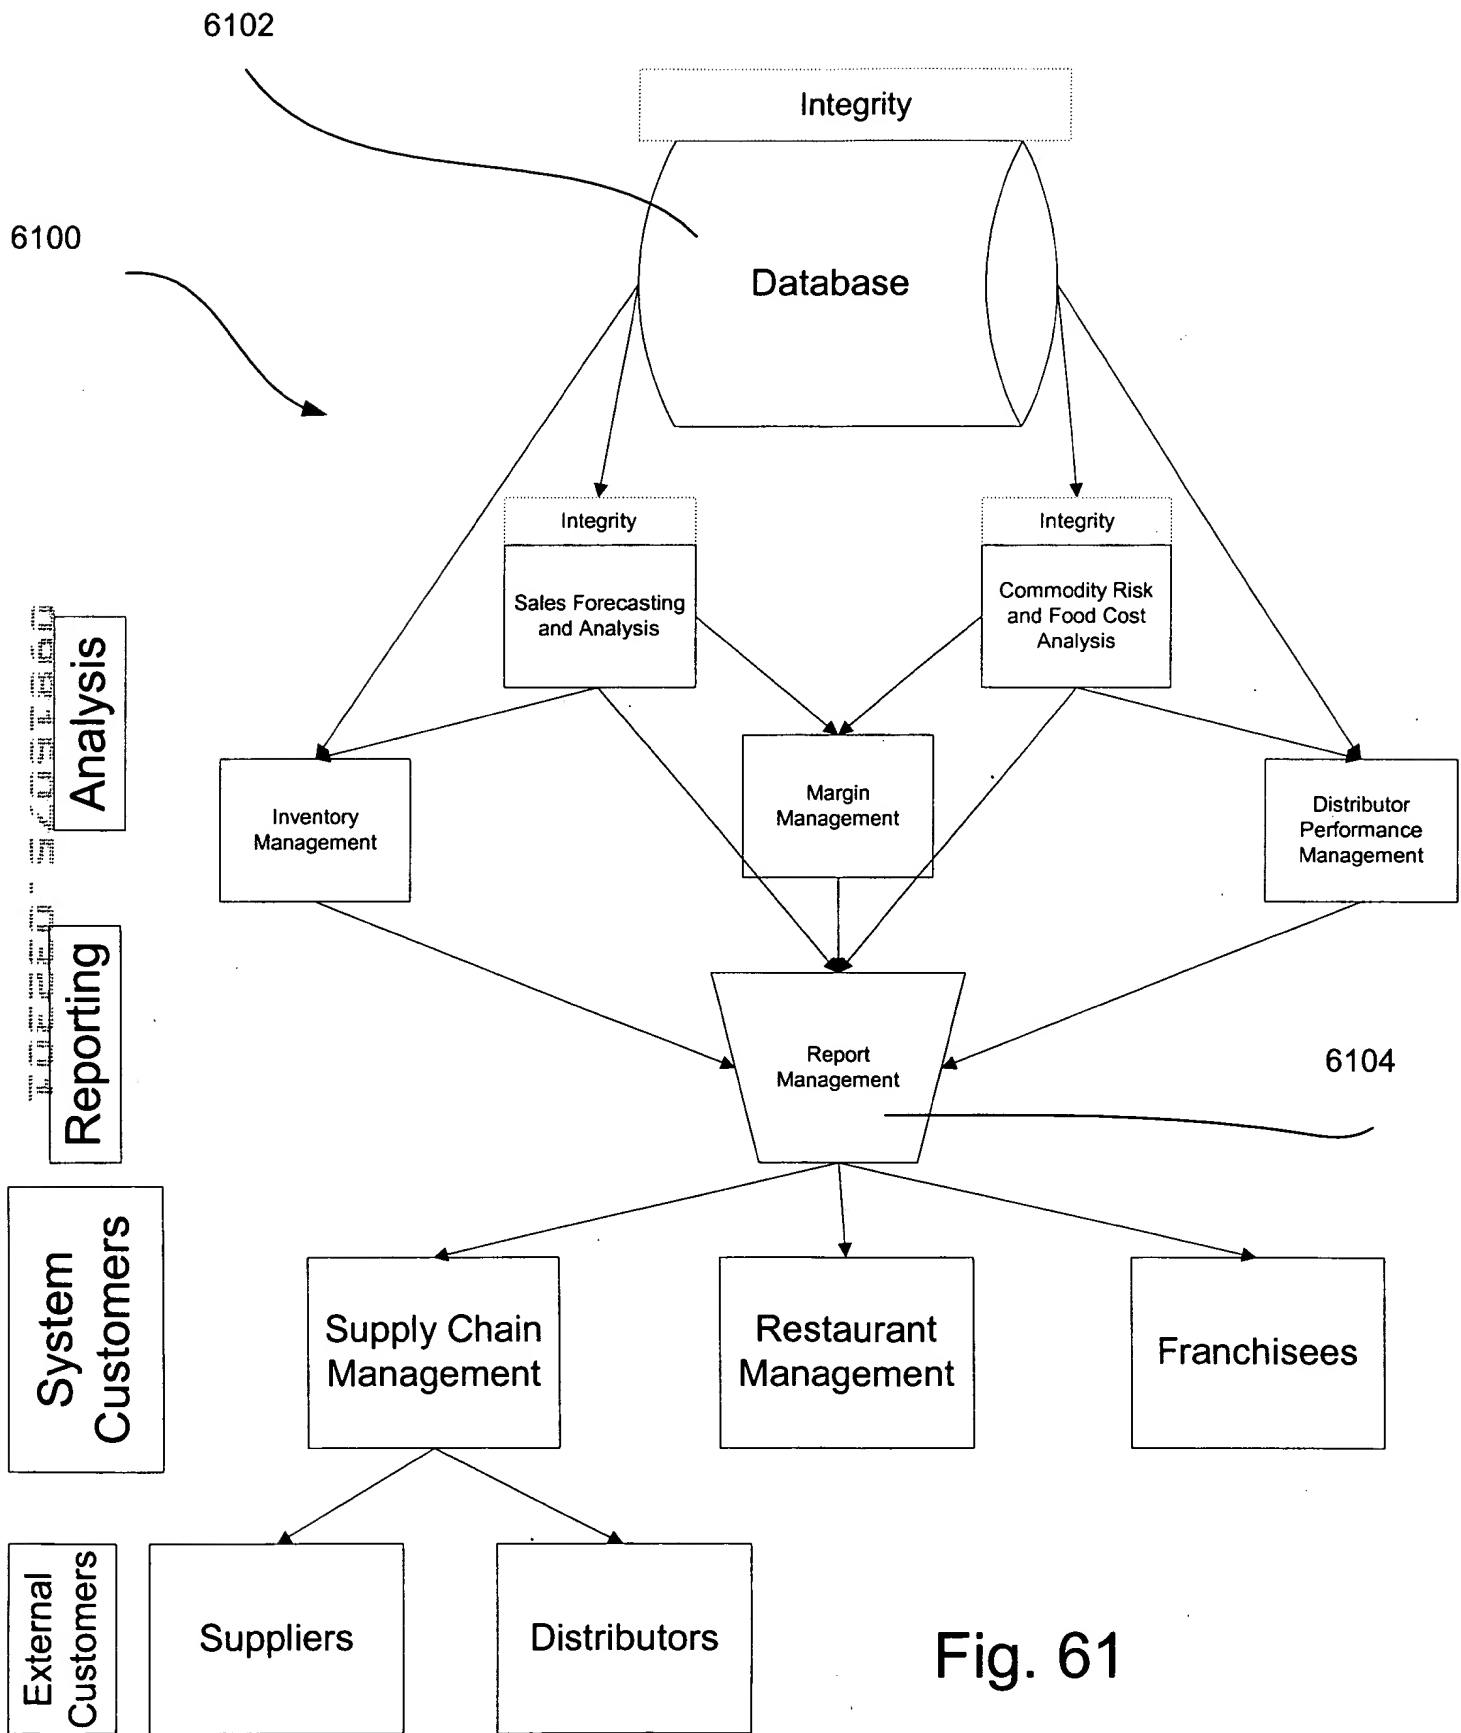 6102
Integrity
6100
Database
Integrity
Integrity
Sales Forecasting
and Analysis
Commodity Risk
and Food Cost
Analysis
Analysis
Inventory
Management
Margin
Management
Distributor
Performance
Management
Reporting
Report
Management
6104
System
Customers
Supply Chain
Management
Restaurant
Management
Franchisees
External
Customers
Suppliers
Distributors
Fig. 61